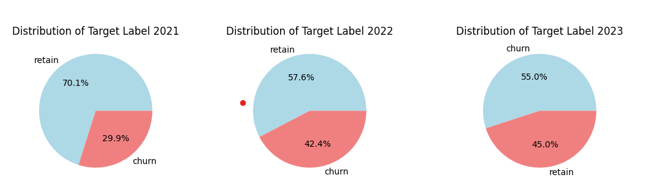 Distribution of Target Label 2021
retain
70.1%
29.9%
churn
Distribution of Target Label 2022
retain
57.6%
42.4%
churn
Distribution of Target Label 2023
churn
55.0%
45.0%
retain